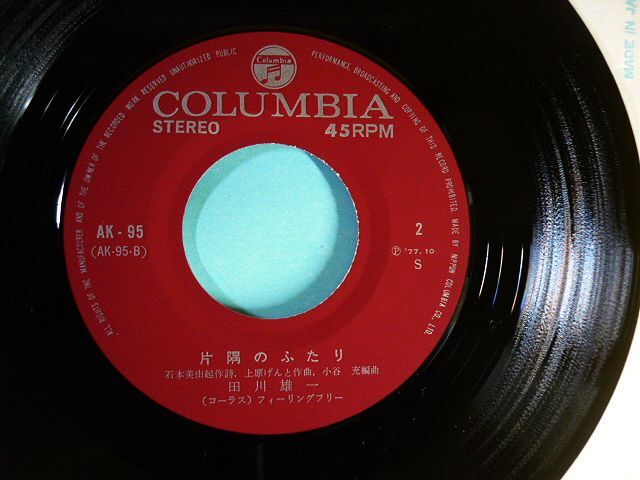 ALL RIGHTS OF THE MANUFACTURER AND OF THE OWNER OF THE RECORDED WORK RESERVED UNAUTHORIZED PUBLIC PERFORMANCE BROADCASTING AND COPYING OF THIS RECORD PROHIBITED. MADE BY NIPPON COLUMBIA CO., LTD.
Columbia
COLUMBIA
STEREO 45RPM
AK-95 2
(AK-95-B) Ⓟ '77.10
S
片隅のふたり
石本美由起作詩, 上原げんと作曲, 小谷 充編曲
田川雄一
(コーラス) フィーリングフリー
MADE IN